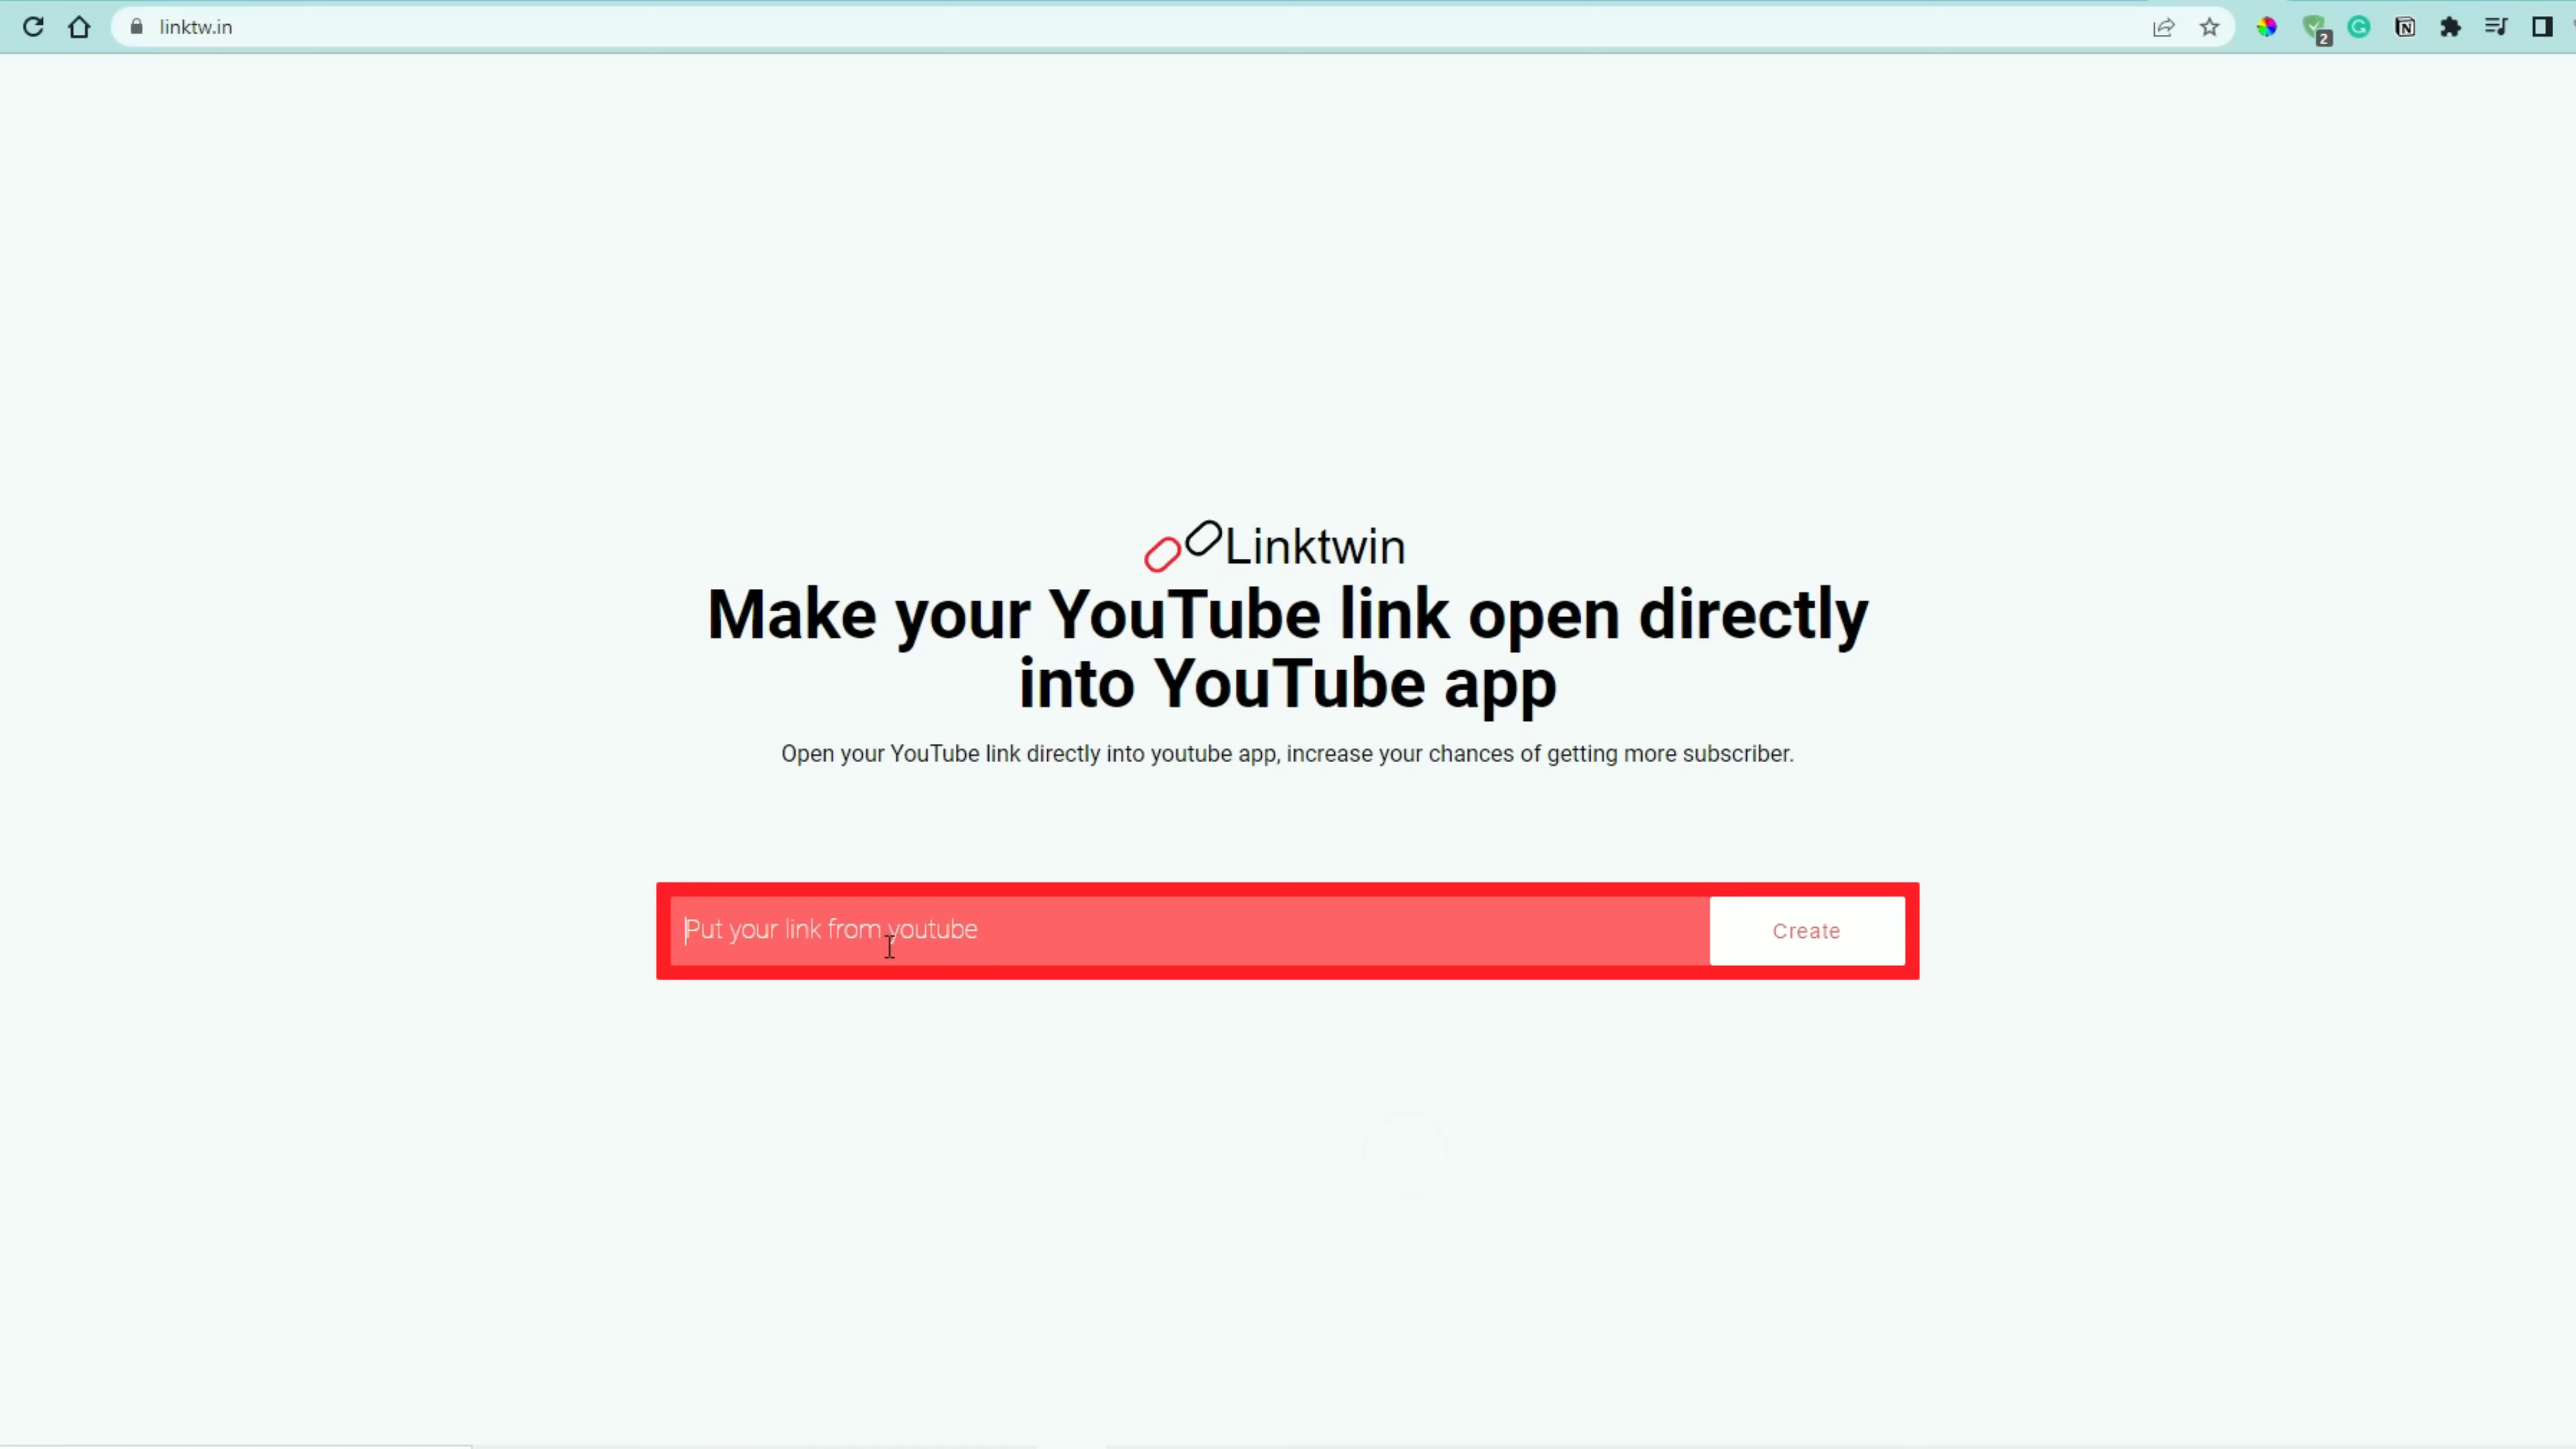 linktw.in
2
Linktwin
Make your YouTube link open directly
into YouTube app
Open your YouTube link directly into youtube app, increase your chances of getting more subscriber.
Put your link from youtube
Create